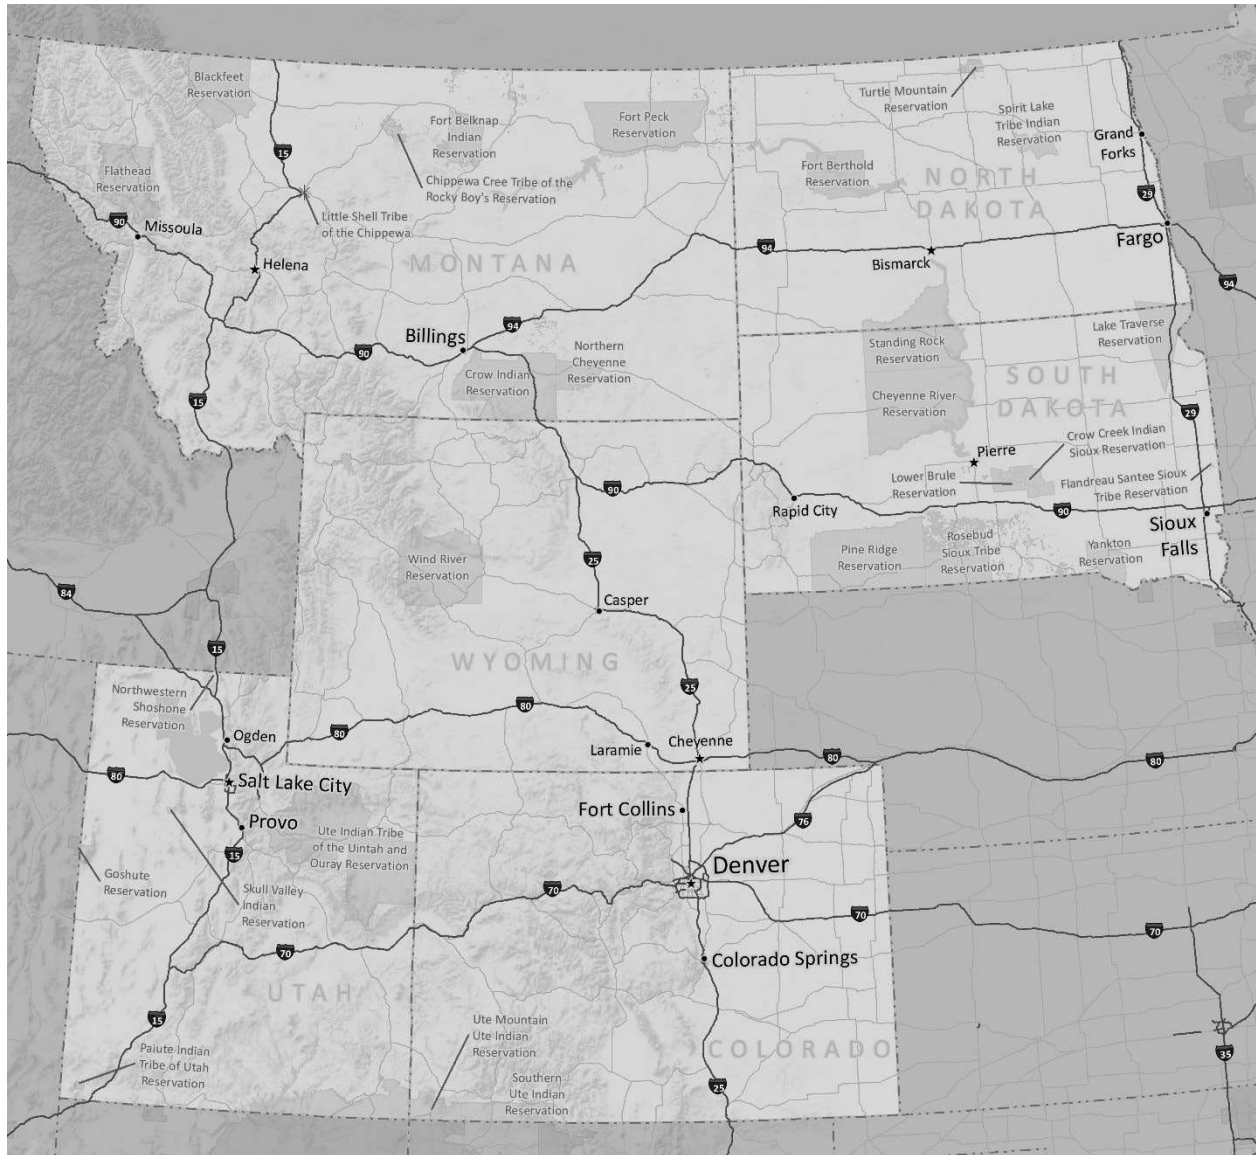 Blackfeet
Reservation
Turtle Mountain
Reservation
Spirit Lake
Tribe Indian
Reservation
Fort Belknap
Indian
Reservation
Fort Peck
Reservation
Grand
Forks
15
Flathead
Reservation
Chippewa Cree Tribe of the
Rocky Boy's Reservation
Fort Berthold
Reservation
NORTH
DAKOTA
29
Little Shell Tribe
of the Chippewa
90
Missoula
Fargo
94
Bismarck
Helena
MONTANA
94
Billings
94
90
Northern
Cheyenne
Reservation
Crow Indian
Reservation
Standing Rock
Reservation
Lake Traverse
Reservation
SOUTH
DAKOTA
Cheyenne River
Reservation
15
29
Crow Creek Indian
Sioux Reservation
Pierre
Lower Brule
Reservation
Flandreau Santee Sioux
Tribe Reservation
90
Rapid City
90
Sioux
Falls
Wind River
Reservation
25
Pine Ridge
Reservation
Rosebud
Sioux Tribe
Reservation
Yankton
Reservation
84
Casper
15
WYOMING
25
Northwestern
Shoshone
Reservation
80
80
Ogden
Laramie
Cheyenne
80
80
80
Salt Lake City
Fort Collins
Provo
76
15
Ute Indian Tribe
of the Uintah and
Ouray Reservation
Denver
Goshute
Reservation
Skull Valley
Indian
Reservation
70
70
70
70
Colorado Springs
UTAH
15
Ute Mountain
Ute Indian
Reservation
COLORADO
35
Paiute Indian
Tribe of Utah
Reservation
Southern
Ute Indian
Reservation
25